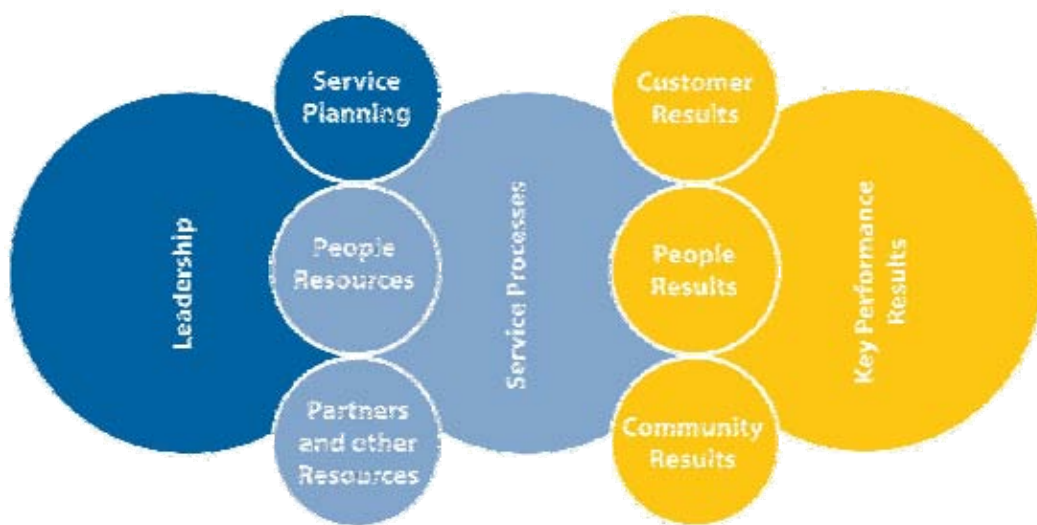 Leadership
Service
Planning
People
Resources
Partners
and other
Resources
Service Processes
Customer
Results
People
Results
Community
Results
Key Performance
Results